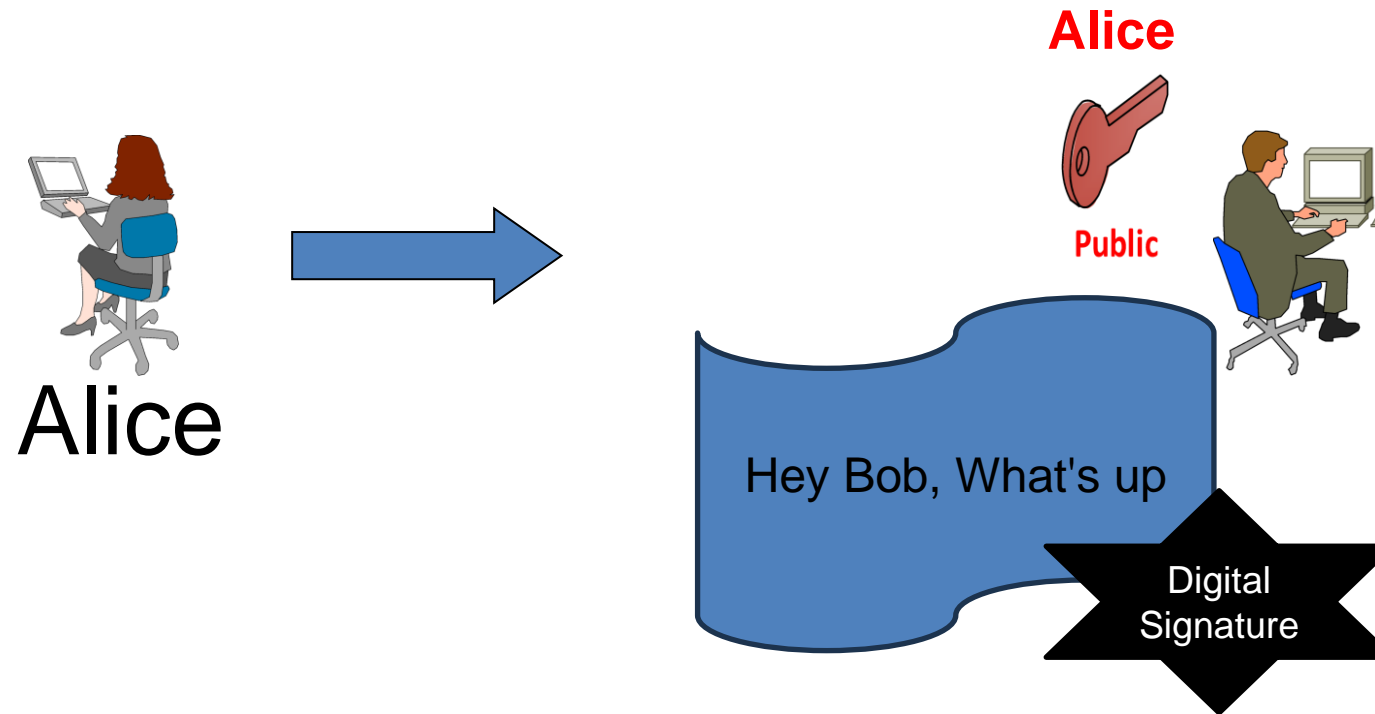 Alice
Public
Alice
Hey Bob, What's up
Digital
Signature